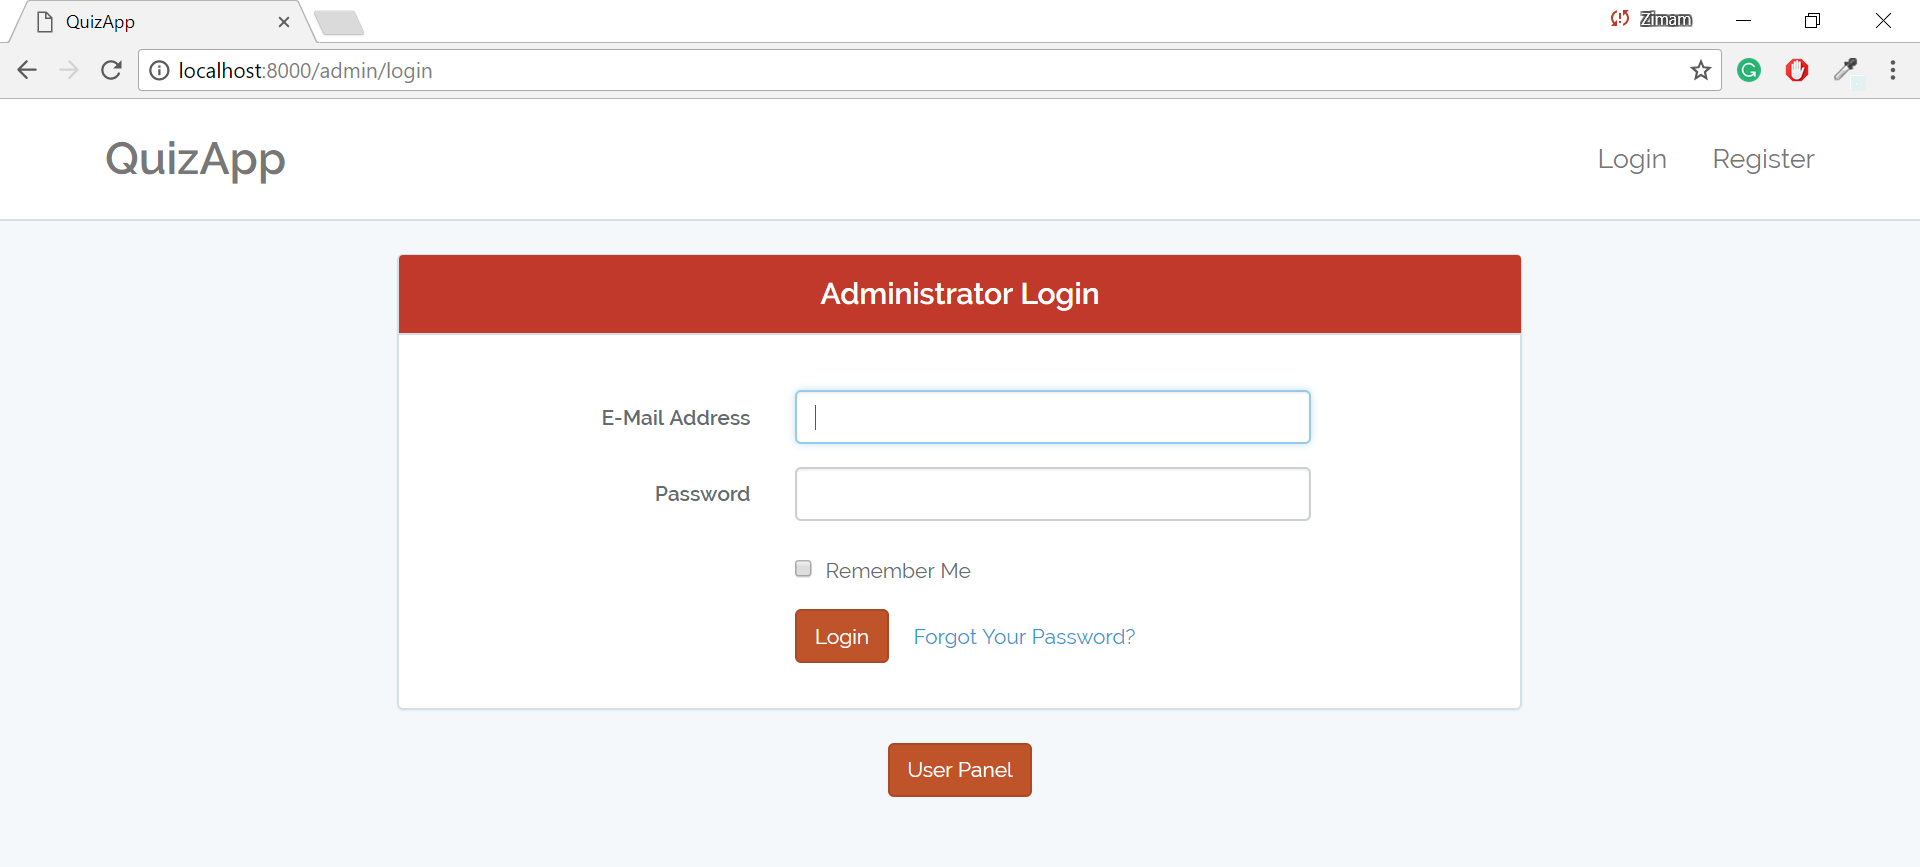 QuizApp
Zimam
localhost:8000/admin/login
QuizApp
Login Register
Administrator Login
E-Mail Address
Password
Remember Me
Login Forgot Your Password?
User Panel